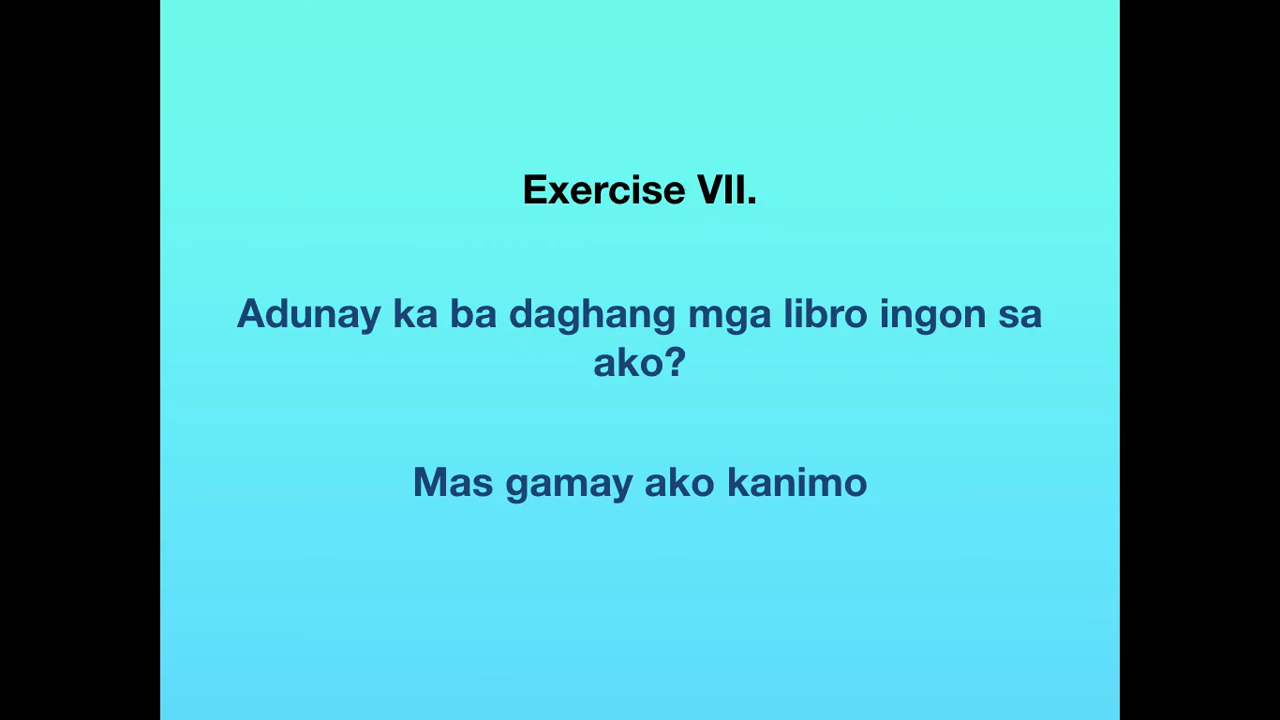 Exercise VII.
Adunay ka ba daghang mga libro ingon sa
ako?
Mas gamay ako kanimo